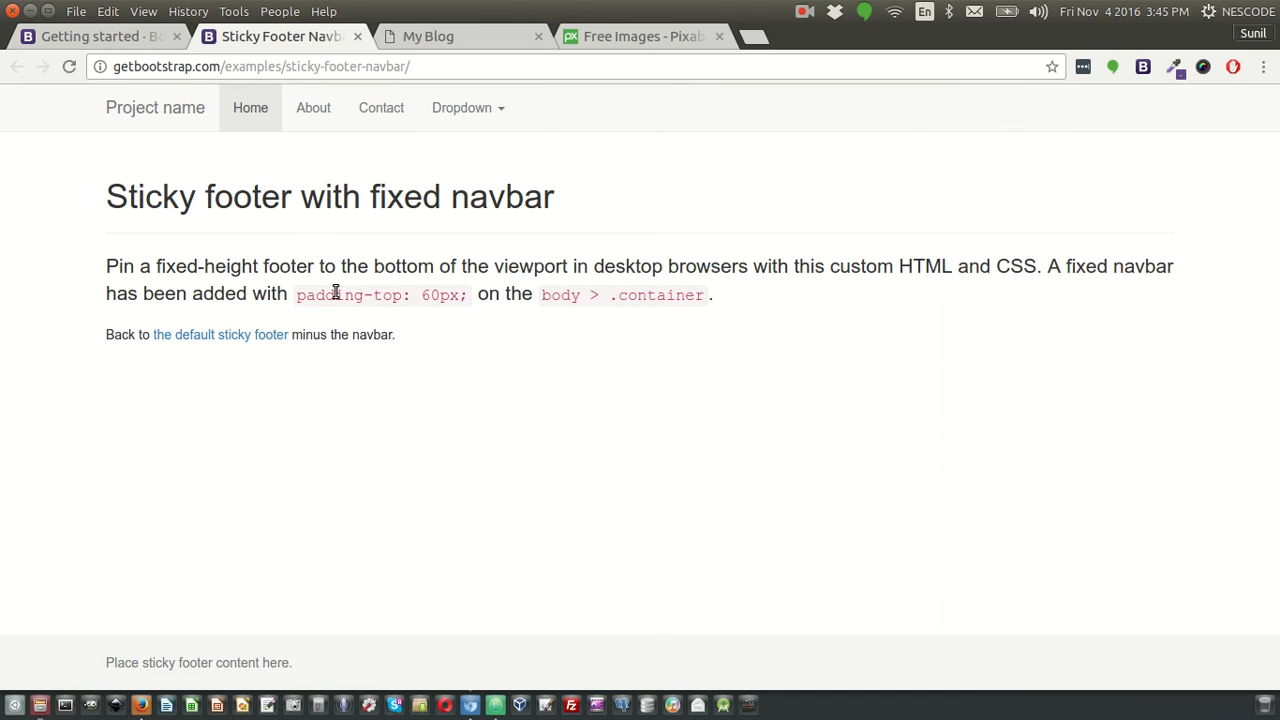 File Edit View History Tools People Help
En
Fri Nov 4 2016 3:45 PM
NESCODE
Getting started - Bo
Sticky Footer Navba
My Blog
Free Images - Pixab
Sunil
getbootstrap.com/examples/sticky-footer-navbar/
Project name Home About Contact Dropdown
Sticky footer with fixed navbar
Pin a fixed-height footer to the bottom of the viewport in desktop browsers with this custom HTML and CSS. A fixed navbar
has been added with padding-top: 60px; on the body > .container.
Back to the default sticky footer minus the navbar.
Place sticky footer content here.